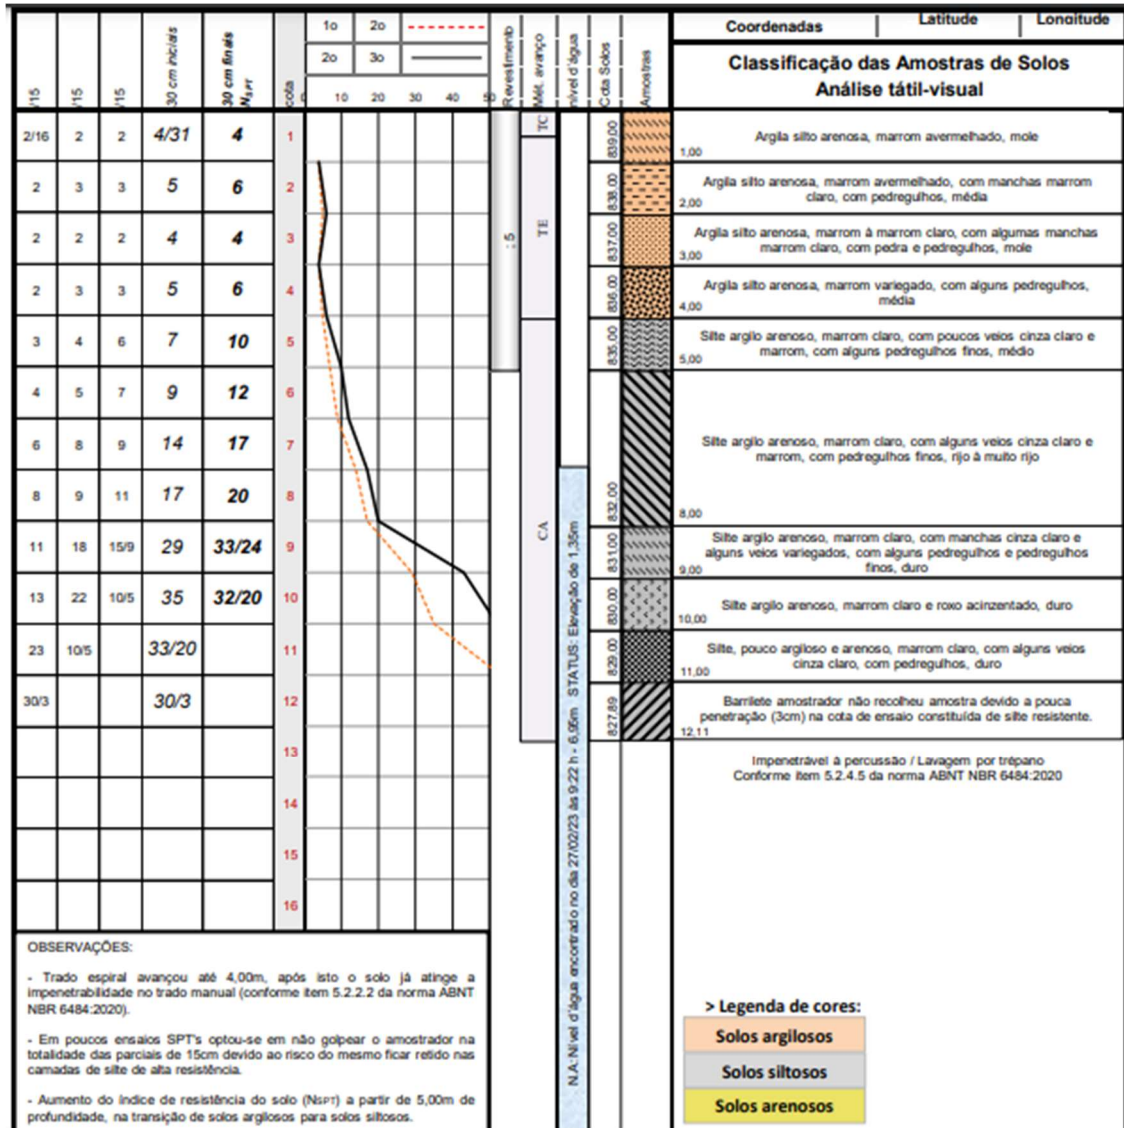 Coordenadas Latitude Longitude
Classificação das Amostras de Solos
Análise tátil-visual
/15 /15 /15 30 cm iniciais 30 cm finais NSPT cota
1o 2o
2o 3o
10 20 30 40 50
Revestimento Mét. avanço nível d'água Cota Solos Amostras
2/16 2 2 4/31 4 1
2 3 3 5 6 2
2 2 2 4 4 3
2 3 3 5 6 4
3 4 6 7 10 5
4 5 7 9 12 6
6 8 9 14 17 7
8 9 11 17 20 8
11 18 15/9 29 33/24 9
13 22 10/5 35 32/20 10
23 10/5 33/20 11
30/3 30/3 12
13
14
15
16
: 5
TC
TE
CA
N.A: Nível d'água encontrado no dia 27/02/23 às 9:22 h - 6,95m STATUS: Elevação de 1,35m
839,00
838,00
837,00
836,00
835,00
832,00
831,00
830,00
829,00
827,89
Argila silto arenosa, marrom avermelhado, mole
1,00
Argila silto arenosa, marrom avermelhado, com manchas marrom
claro, com pedregulhos, média
2,00
Argila silto arenosa, marrom à marrom claro, com algumas manchas
marrom claro, com pedra e pedregulhos, mole
3,00
Argila silto arenosa, marrom variegado, com alguns pedregulhos,
média
4,00
Silte argilo arenoso, marrom claro, com poucos veios cinza claro e
marrom, com alguns pedregulhos finos, médio
5,00
Silte argilo arenoso, marrom claro, com alguns veios cinza claro e
marrom, com pedregulhos finos, rijo à muito rijo
8,00
Silte argilo arenoso, marrom claro, com manchas cinza claro e
alguns veios variegados, com alguns pedregulhos e pedregulhos
finos, duro
9,00
Silte argilo arenoso, marrom claro e roxo acinzentado, duro
10,00
Silte, pouco argiloso e arenoso, marrom claro, com alguns veios
cinza claro, com pedregulhos, duro
11,00
Barrilete amostrador não recolheu amostra devido a pouca
penetração (3cm) na cota de ensaio constituída de silte resistente.
12,11
Impenetrável à percussão / Lavagem por trépano
Conforme item 5.2.4.5 da norma ABNT NBR 6484:2020
OBSERVAÇÕES:
- Trado espiral avançou até 4,00m, após isto o solo já atinge a
impenetrabilidade no trado manual (conforme item 5.2.2.2 da norma ABNT
NBR 6484:2020).
- Em poucos ensaios SPT's optou-se em não golpear o amostrador na
totalidade das parciais de 15cm devido ao risco do mesmo ficar retido nas
camadas de silte de alta resistência.
- Aumento do índice de resistência do solo (NSPT) a partir de 5,00m de
profundidade, na transição de solos argilosos para solos siltosos.
> Legenda de cores:
Solos argilosos
Solos siltosos
Solos arenosos